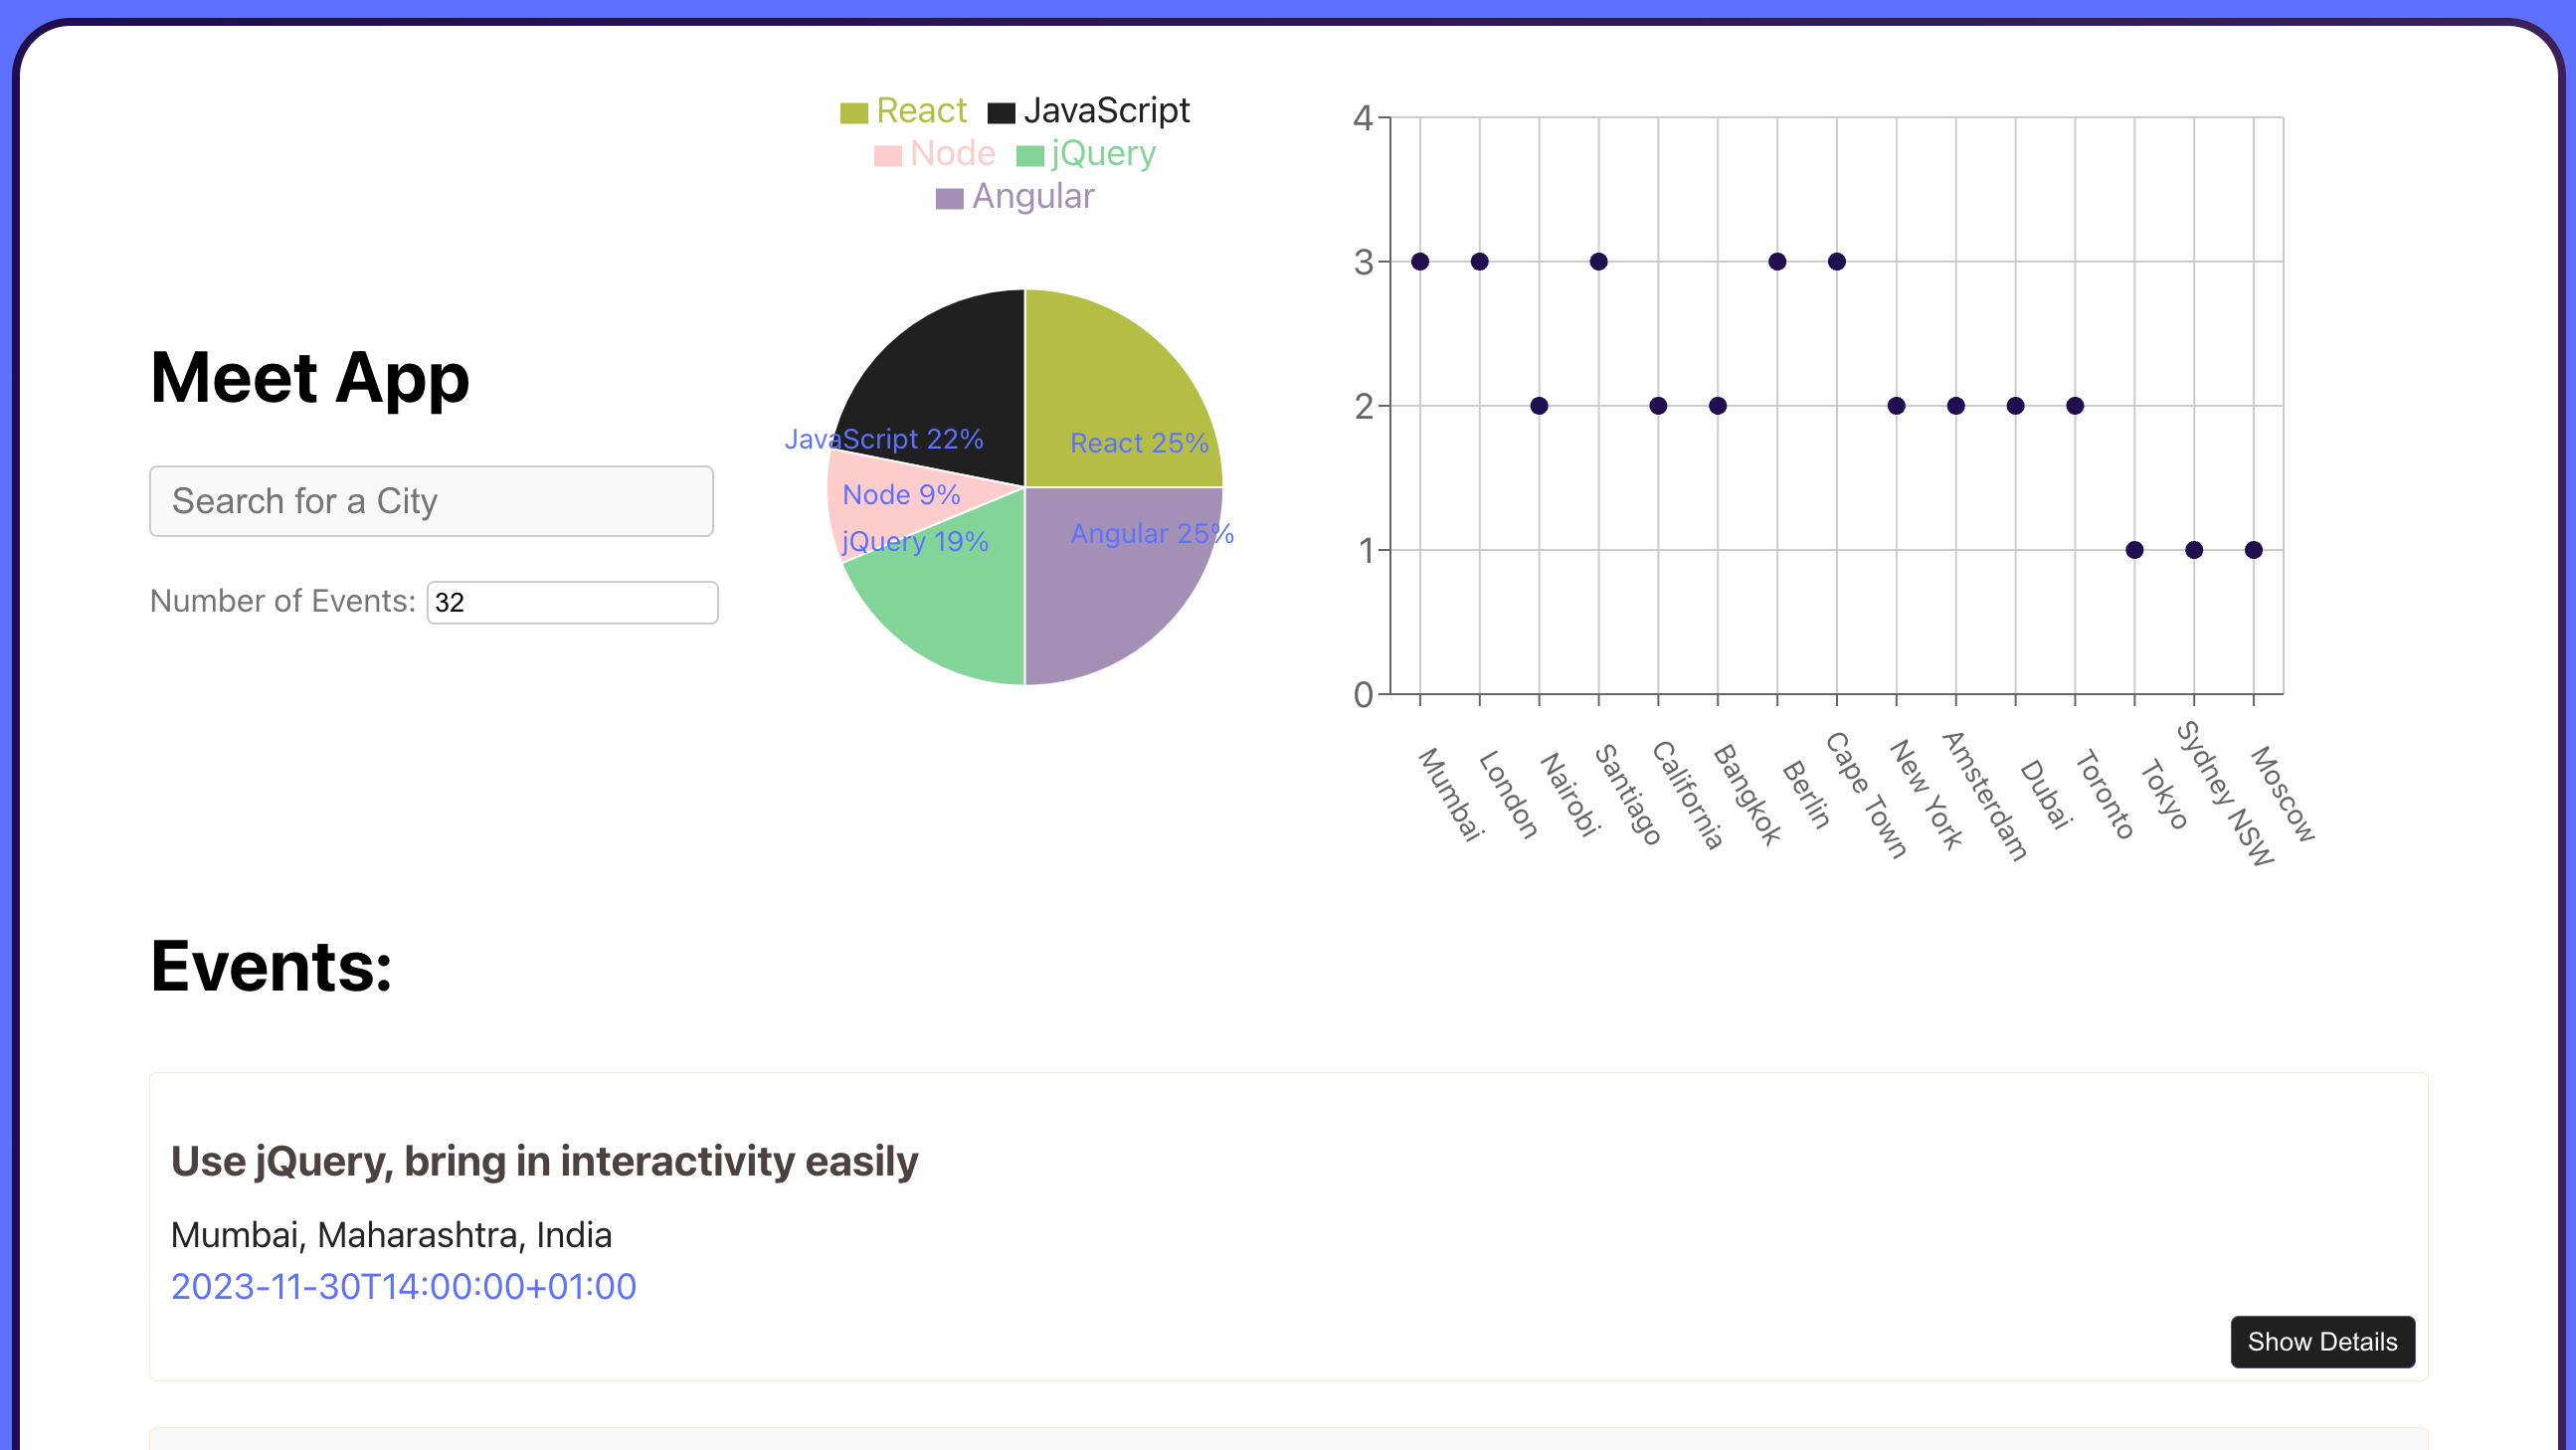 Meet App
Search for a City
Number of Events: 32
React JavaScript
Node jQuery
Angular
JavaScript 22%
React 25%
Node 9%
jQuery 19%
Angular 25%
4
3
2
1
0
Mumbai
London
Nairobi
Santiago
California
Bangkok
Berlin
Cape Town
New York
Amsterdam
Dubai
Toronto
Tokyo
Sydney NSW
Moscow
Events:
Use jQuery, bring in interactivity easily
Mumbai, Maharashtra, India
2023-11-30T14:00:00+01:00
Show Details